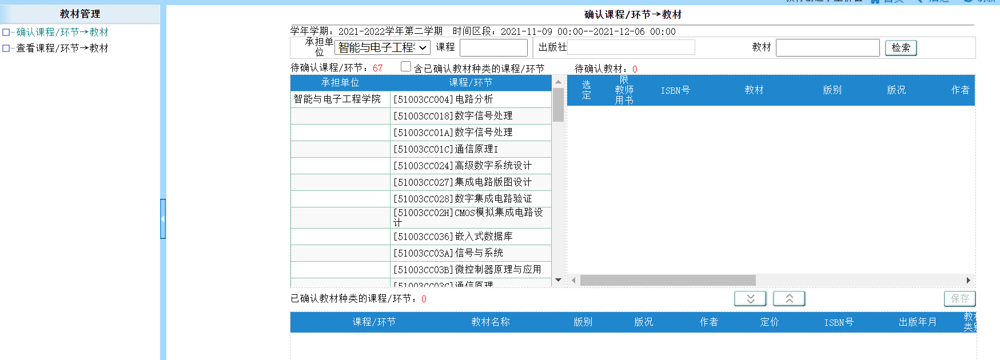 教材管理
确认课程/环节→教材
查看课程/环节→教材
确认课程/环节→教材
学年学期：2021-2022学年第二学期 时间区段：2021-11-09 00:00--2021-12-06 00:00
承担单位 智能与电子工程 课程 出版社 教材 检索
待确认课程/环节：67 含已确认教材种类的课程/环节 待确认教材：0
承担单位 课程/环节
智能与电子工程学院 [51003CC004]电路分析
[51003CC018]数字信号处理
[51003CC01A]数字信号处理
[51003CC01C]通信原理I
[51003CC024]高级数字系统设计
[51003CC027]集成电路版图设计
[51003CC028]数字集成电路验证
[51003CC02H]CMOS模拟集成电路设
计
[51003CC036]嵌入式数据库
[51003CC03A]信号与系统
[51003CC03B]微控制器原理与应用
[51003CC03C]通信原理
选定 限教师用书 ISBN号 教材 版别 版况 作者
已确认教材种类的课程/环节：0 保存
课程/环节 教材名称 版别 版况 作者 定价 ISBN号 出版年月 教材类别